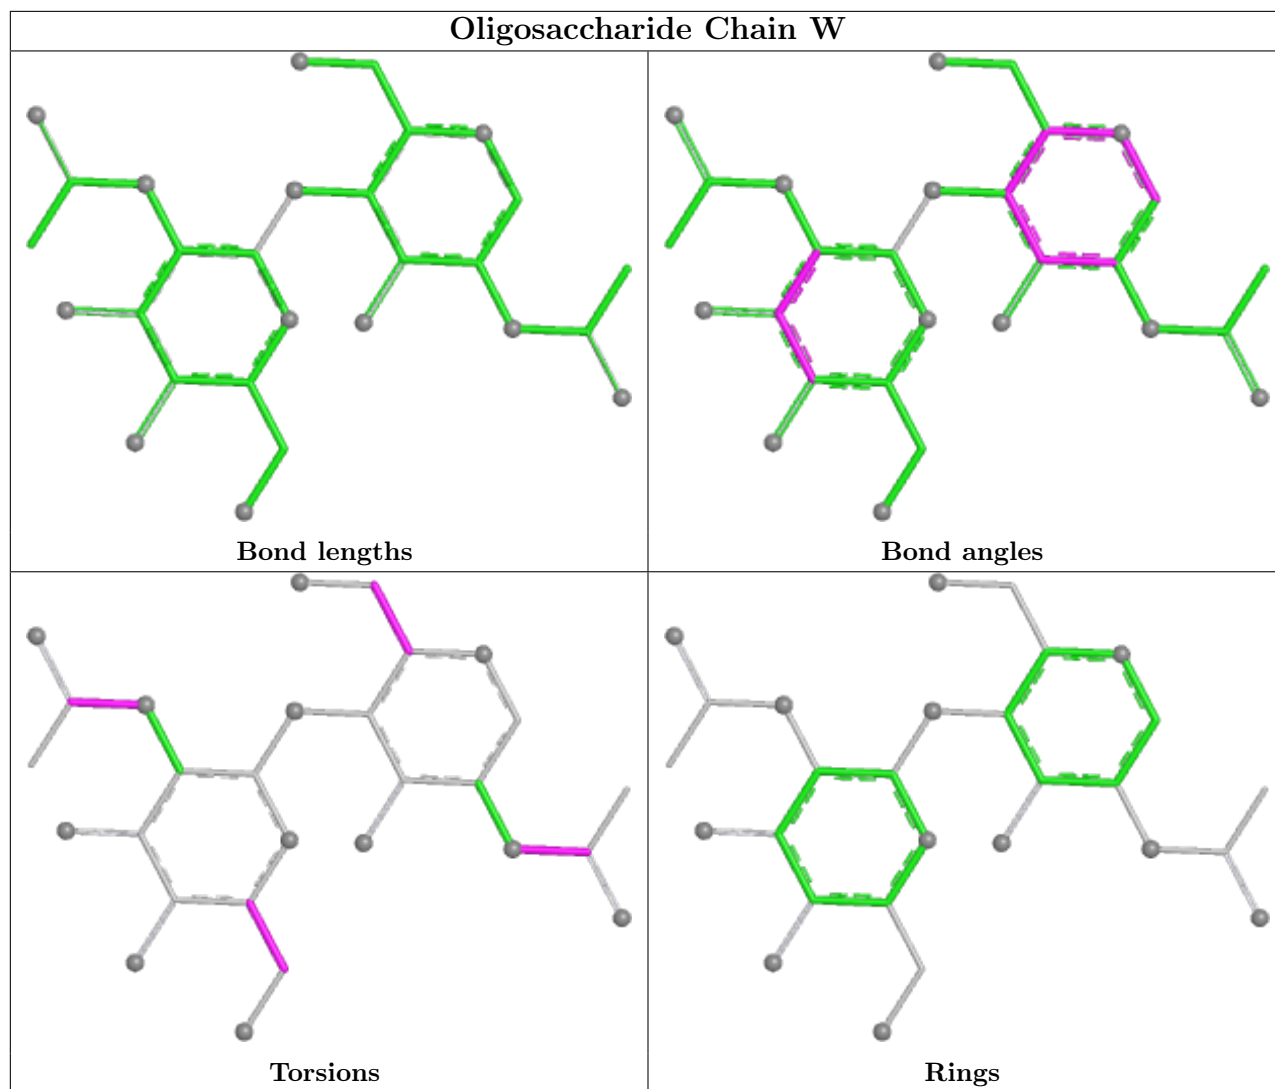 Oligosaccharide Chain W
Bond lengths
Bond angles
Torsions
Rings